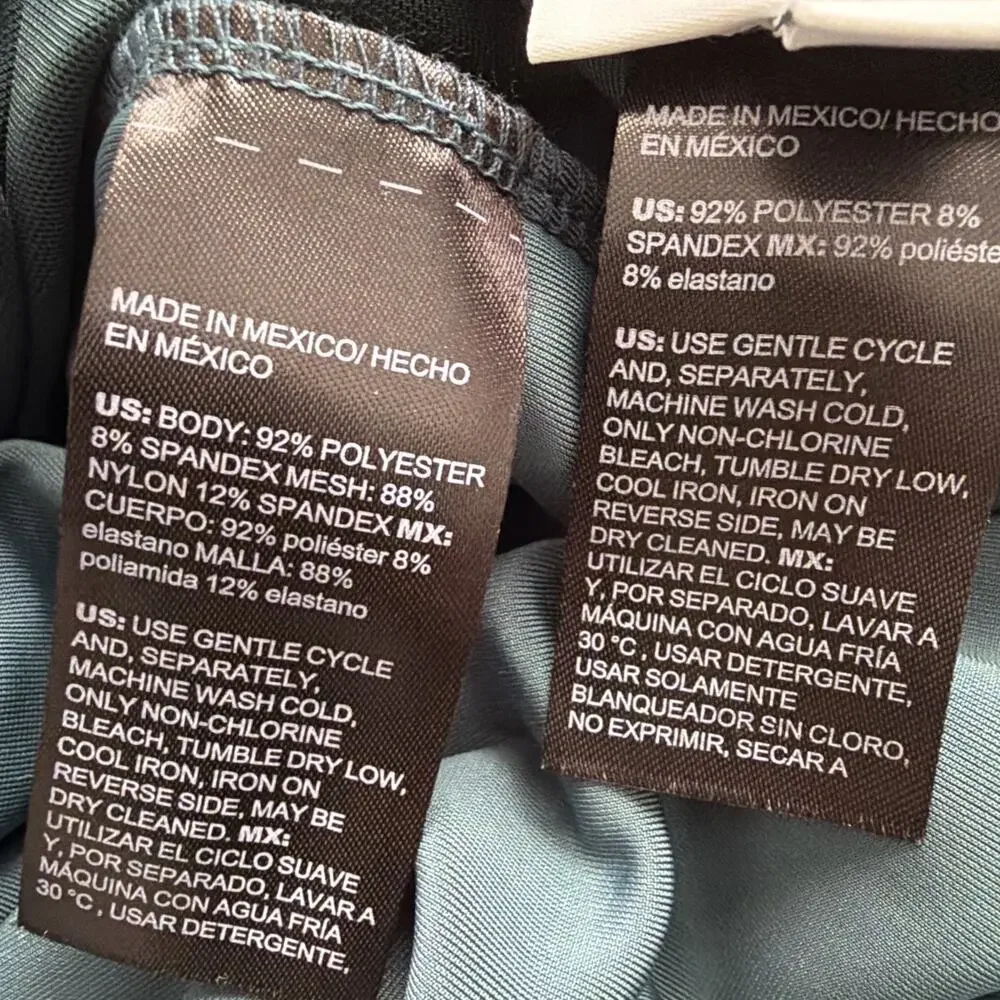 MADE IN MEXICO/ HECHO
EN MÉXICO
US: BODY: 92% POLYESTER
8% SPANDEX MESH: 88%
NYLON 12% SPANDEX MX:
CUERPO: 92% poliéster 8%
elastano MALLA: 88%
poliamida 12% elastano
US: USE GENTLE CYCLE
AND, SEPARATELY,
MACHINE WASH COLD,
ONLY NON-CHLORINE
BLEACH, TUMBLE DRY LOW,
COOL IRON, IRON ON
REVERSE SIDE, MAY BE
DRY CLEANED. MX:
UTILIZAR EL CICLO SUAVE
Y, POR SEPARADO, LAVAR A
MÁQUINA CON AGUA FRÍA
30 °C , USAR DETERGENTE,
MADE IN MEXICO/ HECHO
EN MÉXICO
US: 92% POLYESTER 8%
SPANDEX MX: 92% polieste
8% elastano
US: USE GENTLE CYCLE
AND, SEPARATELY,
MACHINE WASH COLD,
ONLY NON-CHLORINE
BLEACH, TUMBLE DRY LOW,
COOL IRON, IRON ON
REVERSE SIDE, MAY BE
DRY CLEANED. MX:
UTILIZAR EL CICLO SUAVE
Y, POR SEPARADO, LAVAR A
MÁQUINA CON AGUA FRÍA
30 °C , USAR DETERGENTE,
USAR SOLAMENTE
BLANQUEADOR SIN CLORO,
NO EXPRIMIR, SECAR A